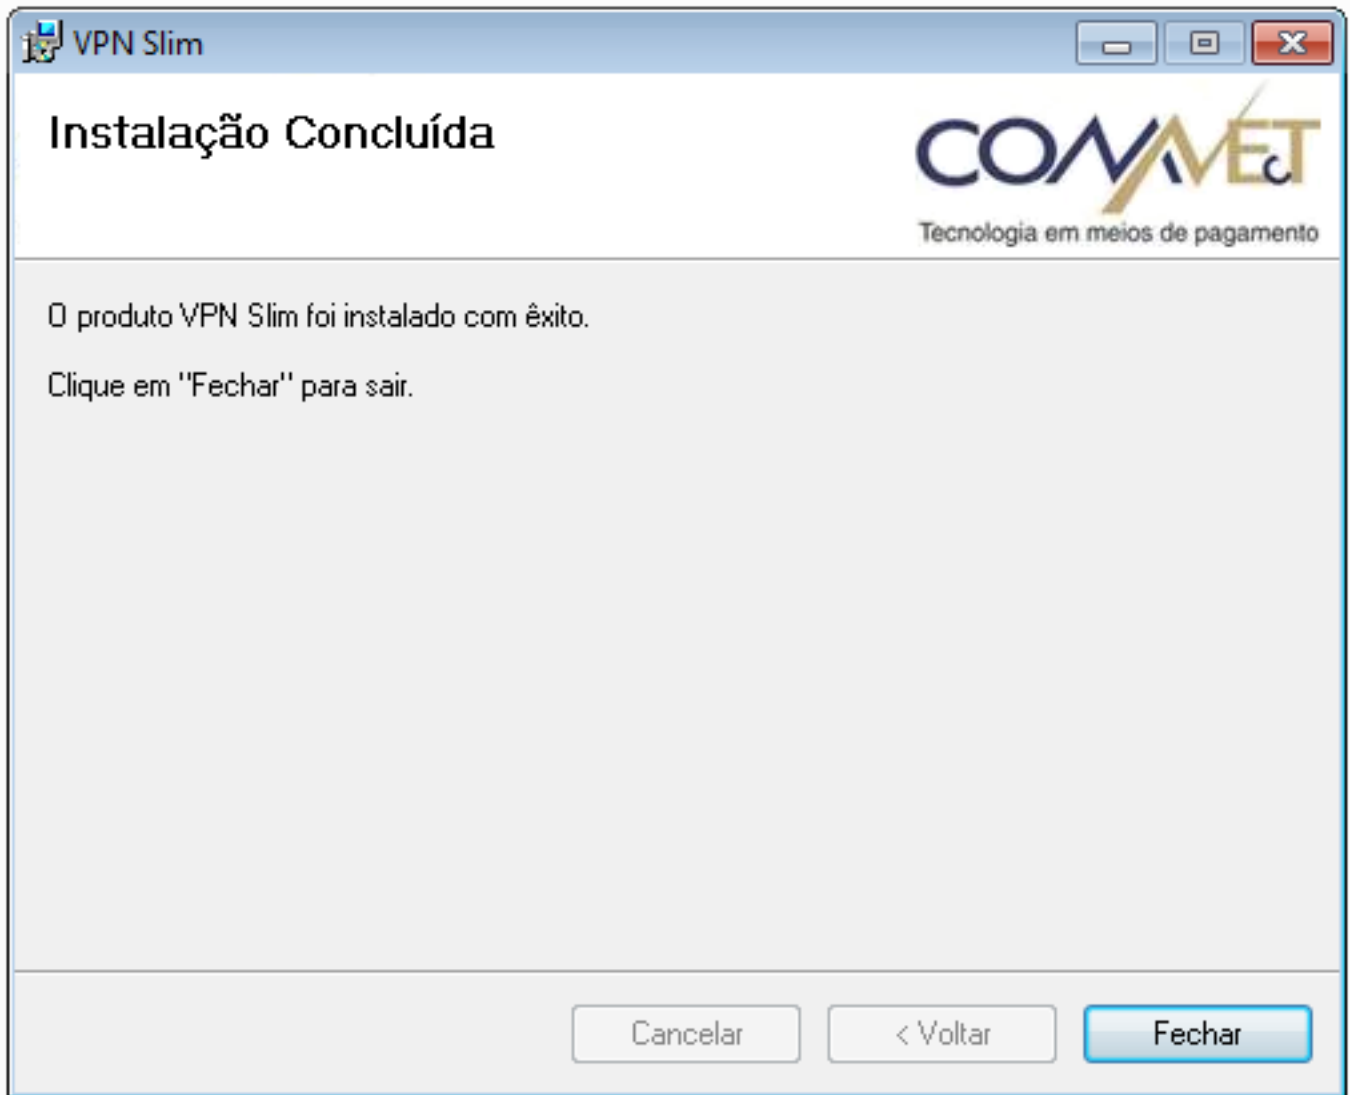 VPN Slim
Instalação Concluída
CONNECT
Tecnologia em meios de pagamento
O produto VPN Slim foi instalado com êxito.
Clique em "Fechar" para sair.
Cancelar
< Voltar
Fechar